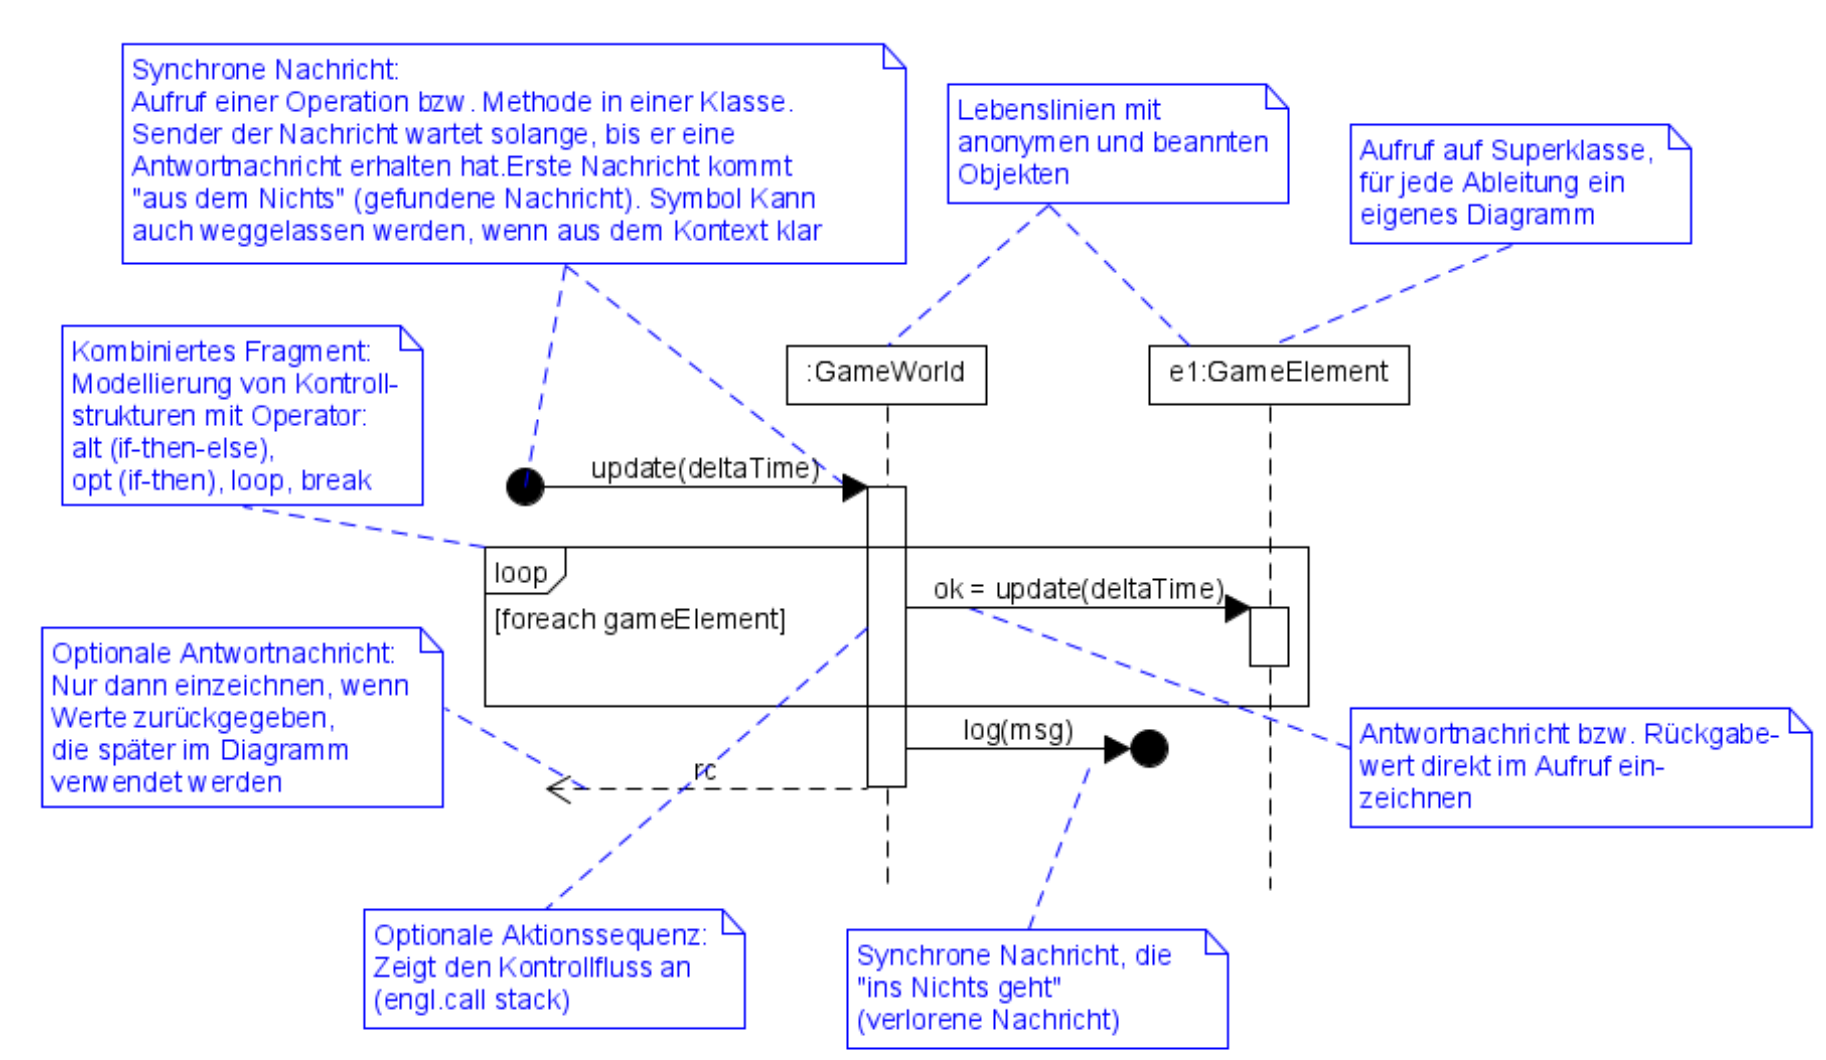 Synchrone Nachricht:
Aufruf einer Operation bzw. Methode in einer Klasse.
Sender der Nachricht wartet solange, bis er eine
Antwortnachricht erhalten hat.Erste Nachricht kommt
"aus dem Nichts" (gefundene Nachricht). Symbol Kann
auch weggelassen werden, wenn aus dem Kontext klar
Lebenslinien mit
anonymen und beannten
Objekten
Aufruf auf Superklasse,
für jede Ableitung ein
eigenes Diagramm
Kombiniertes Fragment:
Modellierung von Kontroll-
strukturen mit Operator:
alt (if-then-else),
opt (if-then), loop, break
:GameWorld
e1:GameElement
update(deltaTime)
loop
[foreach gameElement]
ok = update(deltaTime)
Optionale Antwortnachricht:
Nur dann einzeichnen, wenn
Werte zurückgegeben,
die später im Diagramm
verwendet werden
log(msg)
rc
Antwortnachricht bzw. Rückgabe-
wert direkt im Aufruf ein-
zeichnen
Optionale Aktionssequenz:
Zeigt den Kontrollfluss an
(engl.call stack)
Synchrone Nachricht, die
"ins Nichts geht"
(verlorene Nachricht)